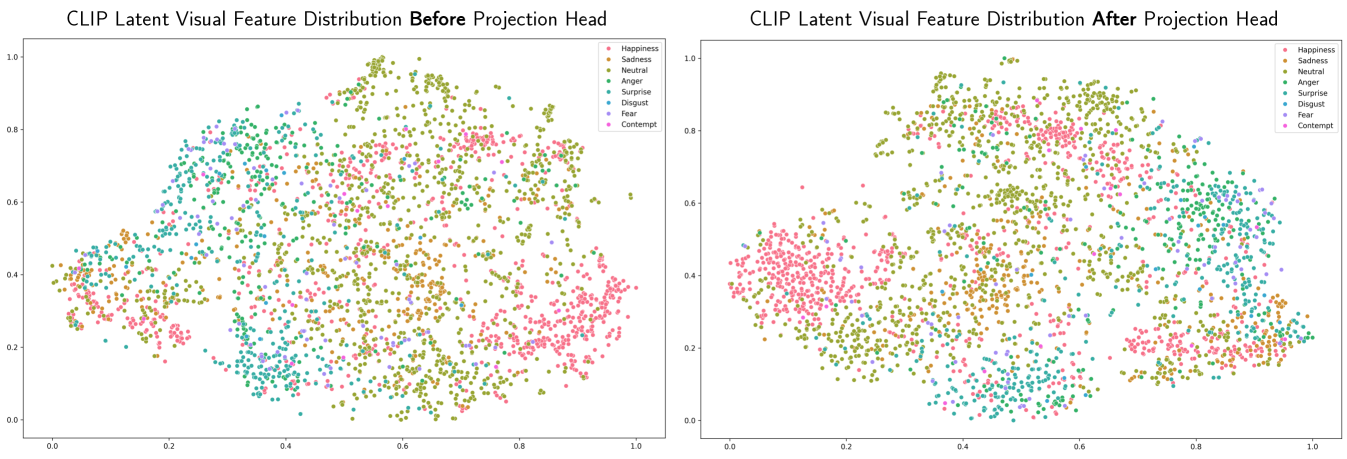 CLIP Latent Visual Feature Distribution Before Projection Head
1.0
0.8
0.6
0.4
0.2
0.0
0.0 0.2 0.4 0.6 0.8 1.0
Happiness
Sadness
Neutral
Anger
Surprise
Disgust
Fear
Contempt
CLIP Latent Visual Feature Distribution After Projection Head
1.0
0.8
0.6
0.4
0.2
0.0
0.0 0.2 0.4 0.6 0.8 1.0
Happiness
Sadness
Neutral
Anger
Surprise
Disgust
Fear
Contempt